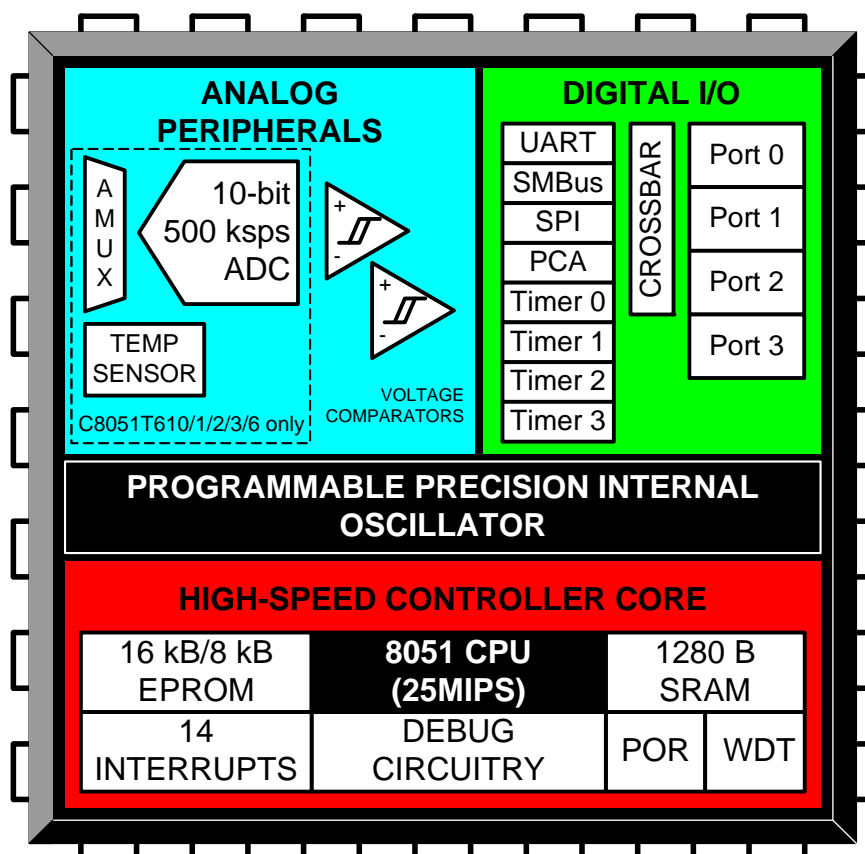 ANALOG
PERIPHERALS
A
M
U
X
10-bit
500 ksps
ADC
+
-
+
-
TEMP
SENSOR
VOLTAGE
COMPARATORS
C8051T610/1/2/3/6 only
DIGITAL I/O
UART
SMBus
SPI
PCA
Timer 0
Timer 1
Timer 2
Timer 3
CROSSBAR
Port 0
Port 1
Port 2
Port 3
PROGRAMMABLE PRECISION INTERNAL
OSCILLATOR
HIGH-SPEED CONTROLLER CORE
16 kB/8 kB
EPROM
8051 CPU
(25MIPS)
1280 B
SRAM
14
INTERRUPTS
DEBUG
CIRCUITRY
POR
WDT